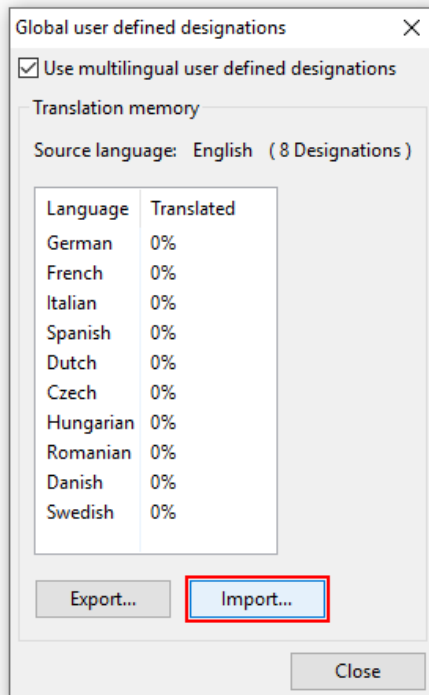 Global user defined designations
Use multilingual user defined designations
Translation memory
Source language: English ( 8 Designations )
Language Translated
German 0%
French 0%
Italian 0%
Spanish 0%
Dutch 0%
Czech 0%
Hungarian 0%
Romanian 0%
Danish 0%
Swedish 0%
Export... Import...
Close